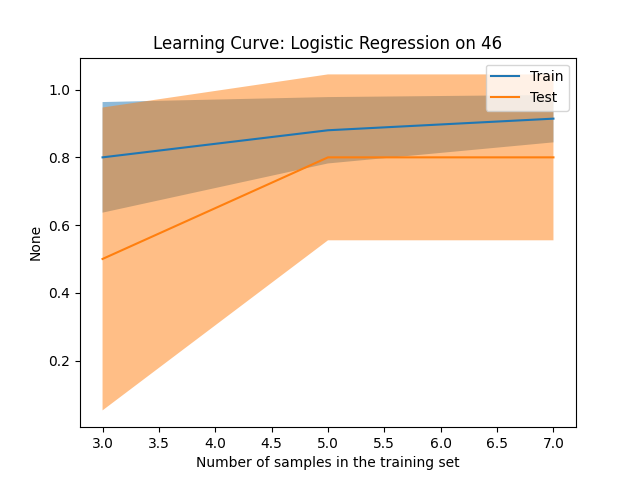 Learning Curve: Logistic Regression on 46
Train
Test
None
1.0
0.8
0.6
0.4
0.2
3.0 3.5 4.0 4.5 5.0 5.5 6.0 6.5 7.0
Number of samples in the training set